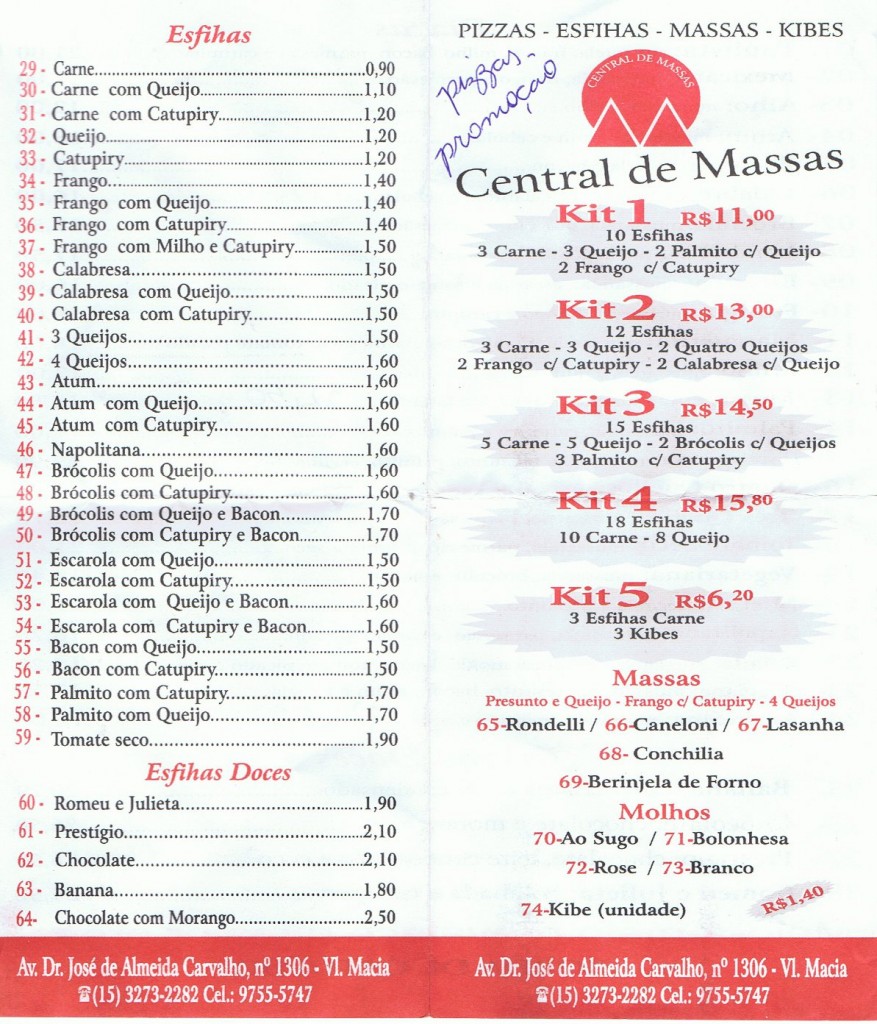 Esfihas
29 - Carne...0,90
30 - Carne com Queijo...1,10
31 - Carne com Catupiry...1,20
32 - Queijo...1,20
33 - Catupiry...1,20
34 - Frango...1,40
35 - Frango com Queijo...1,40
36 - Frango com Catupiry...1,40
37 - Frango com Milho e Catupiry...1,50
38 - Calabresa...1,50
39 - Calabresa com Queijo...1,50
40 - Calabresa com Catupiry...1,50
41 - 3 Queijos...1,50
42 - 4 Queijos...1,60
43 - Atum...1,60
44 - Atum com Queijo...1,60
45 - Atum com Catupiry...1,60
46 - Napolitana...1,60
47 - Brócolis com Queijo...1,60
48 - Brócolis com Catupiry...1,60
49 - Brócolis com Queijo e Bacon...1,70
50 - Brócolis com Catupiry e Bacon...1,70
51 - Escarola com Queijo...1,50
52 - Escarola com Catupiry...1,50
53 - Escarola com Queijo e Bacon...1,60
54 - Escarola com Catupiry e Bacon...1,60
55 - Bacon com Queijo...1,50
56 - Bacon com Catupiry...1,50
57 - Palmito com Catupiry...1,70
58 - Palmito com Queijo...1,70
59 - Tomate seco...1,90
Esfihas Doces
60 - Romeu e Julieta...1,90
61 - Prestígio...2,10
62 - Chocolate...2,10
63 - Banana...1,80
64- Chocolate com Morango...2,50
Av. Dr. José de Almeida Carvalho, nº 1306 - Vl. Macia
☎(15) 3273-2282 Cel.: 9755-5747
PIZZAS - ESFIHAS - MASSAS - KIBES
pizzas -
promoçao
CENTRAL DE MASSAS
Central de Massas
Kit 1 R$11,00
10 Esfihas
3 Carne - 3 Queijo - 2 Palmito c/ Queijo
2 Frango c/ Catupiry
Kit 2 R$13,00
12 Esfihas
3 Carne - 3 Queijo - 2 Quatro Queijos
2 Frango c/ Catupiry - 2 Calabresa c/ Queijo
Kit 3 R$14,50
15 Esfihas
5 Carne - 5 Queijo - 2 Brócolis c/ Queijos
3 Palmito c/ Catupiry
Kit 4 R$15,80
18 Esfihas
10 Carne - 8 Queijo
Kit 5 R$6,20
3 Esfihas Carne
3 Kibes
Massas
Presunto e Queijo - Frango c/ Catupiry - 4 Queijos
65-Rondelli / 66-Caneloni / 67-Lasanha
68- Conchilia
69-Berinjela de Forno
Molhos
70-Ao Sugo / 71-Bolonhesa
72-Rose / 73-Branco
74-Kibe (unidade) R$1,40
Av. Dr. José de Almeida Carvalho, nº 1306 - Vl. Macia
☎(15) 3273-2282 Cel.: 9755-5747